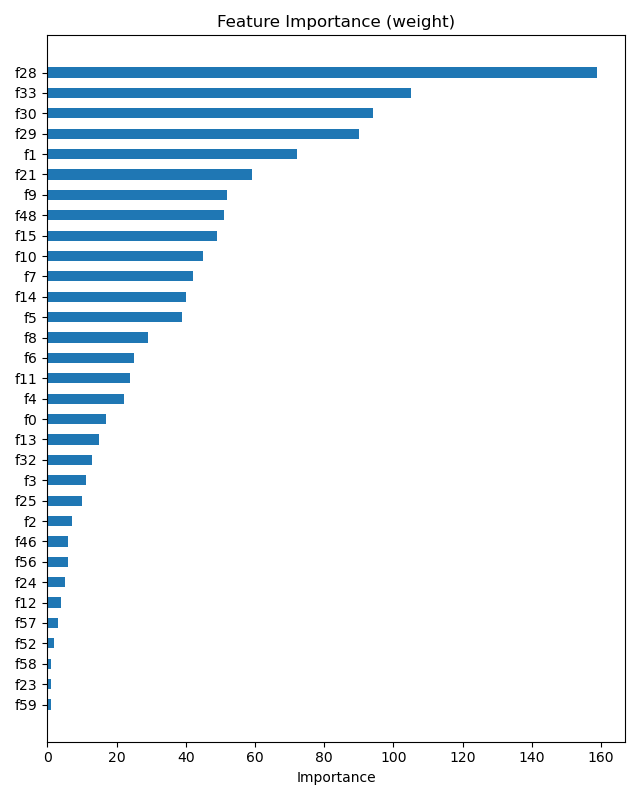 Feature Importance (weight)
f28
f33
f30
f29
f1
f21
f9
f48
f15
f10
f7
f14
f5
f8
f6
f11
f4
f0
f13
f32
f3
f25
f2
f46
f56
f24
f12
f57
f52
f58
f23
f59
0 20 40 60 80 100 120 140 160
Importance